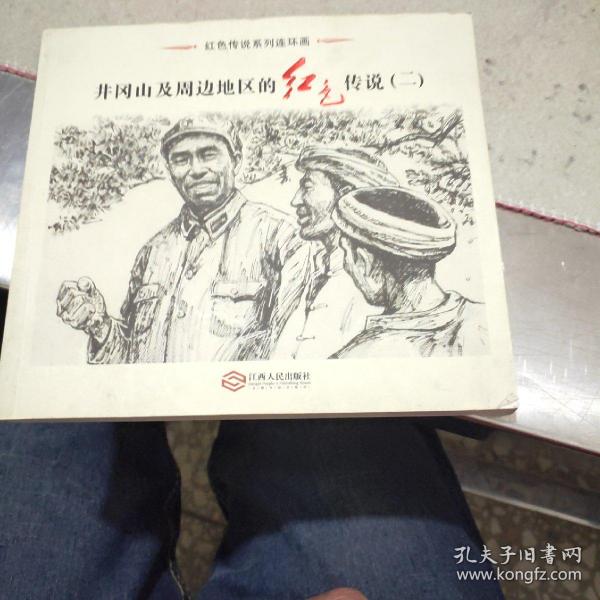 红色传说系列连环画
井冈山及周边地区的红色传说(二)
江西人民出版社
孔夫子旧书网
www.kongfz.com